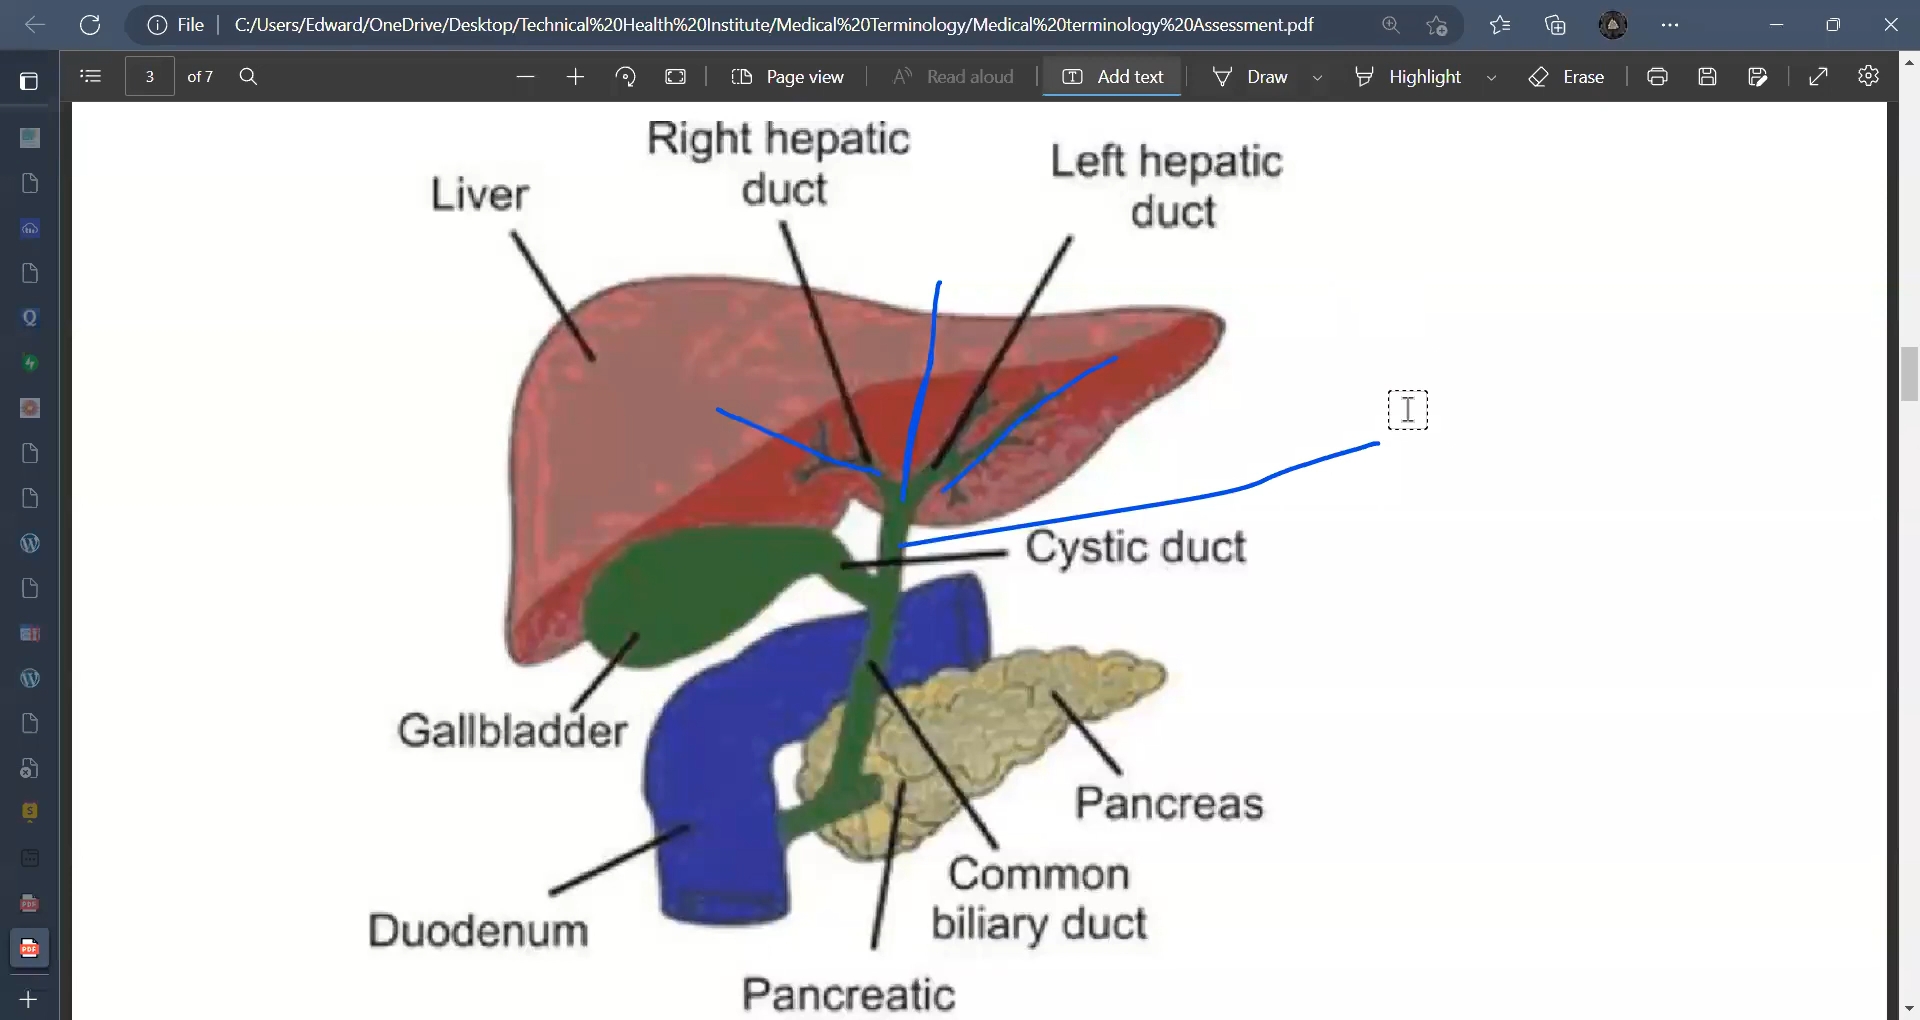 File
C:/Users/Edward/OneDrive/Desktop/Technical%20Health%20Institute/Medical%20Terminology/Medical%20terminology%20Assessment.pdf
3 of 7
Page view
Read aloud
Add text
Draw
Highlight
Erase
Right hepatic
duct
Left hepatic
duct
Liver
Cystic duct
Gallbladder
Pancreas
Common
biliary duct
Duodenum
Pancreatic